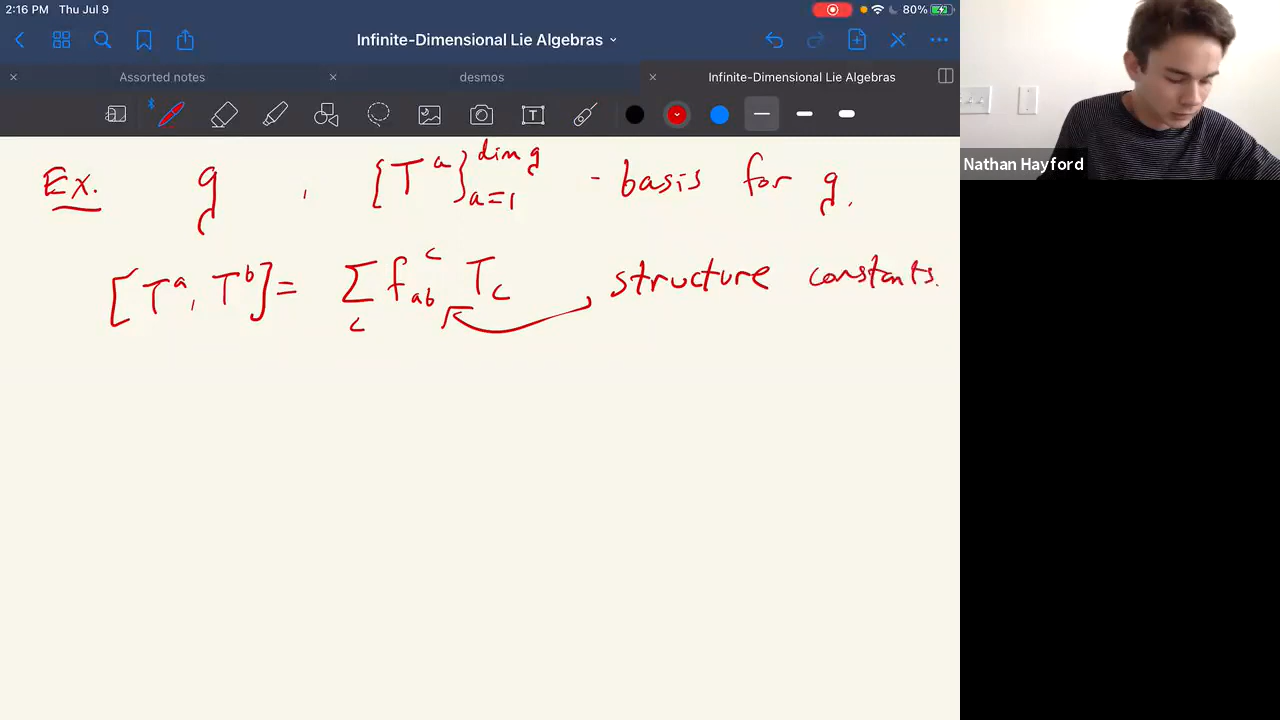 2:16 PM Thu Jul 9 80%
Infinite-Dimensional Lie Algebras
Assorted notes desmos Infinite-Dimensional Lie Algebras
T
Nathan Hayford
Ex. g , {T^a}_{a=1}^{dim g} - basis for g.
[T^a, T^b] = Σ_c f_{ab}^c T_c structure constants.